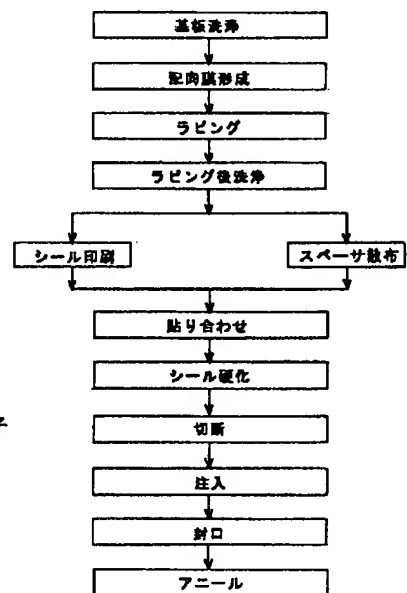 基板洗浄
配向膜形成
ラビング
ラビング後洗浄
シール印刷
スペーサ散布
貼り合わせ
シール硬化
切断
注入
封口
アニール